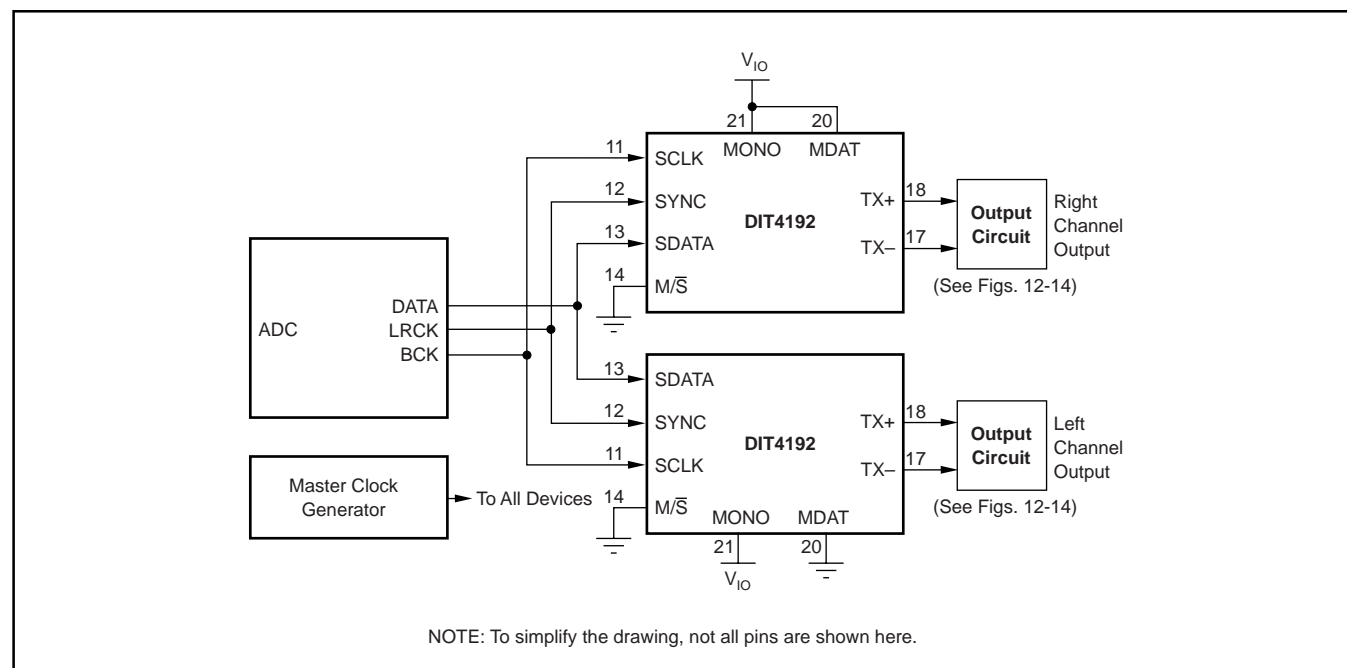 V_IO
21 20
MONO MDAT
11 SCLK
12 SYNC
13 SDATA
14 M/S̅
DIT4192
TX+ 18
TX– 17
Output
Circuit
Right
Channel
Output
(See Figs. 12-14)
ADC
DATA
LRCK
BCK
13 SDATA
12 SYNC
11 SCLK
14 M/S̅
DIT4192
MONO MDAT
21 20
V_IO
TX+ 18
TX– 17
Output
Circuit
Left
Channel
Output
(See Figs. 12-14)
Master Clock
Generator
To All Devices
NOTE: To simplify the drawing, not all pins are shown here.